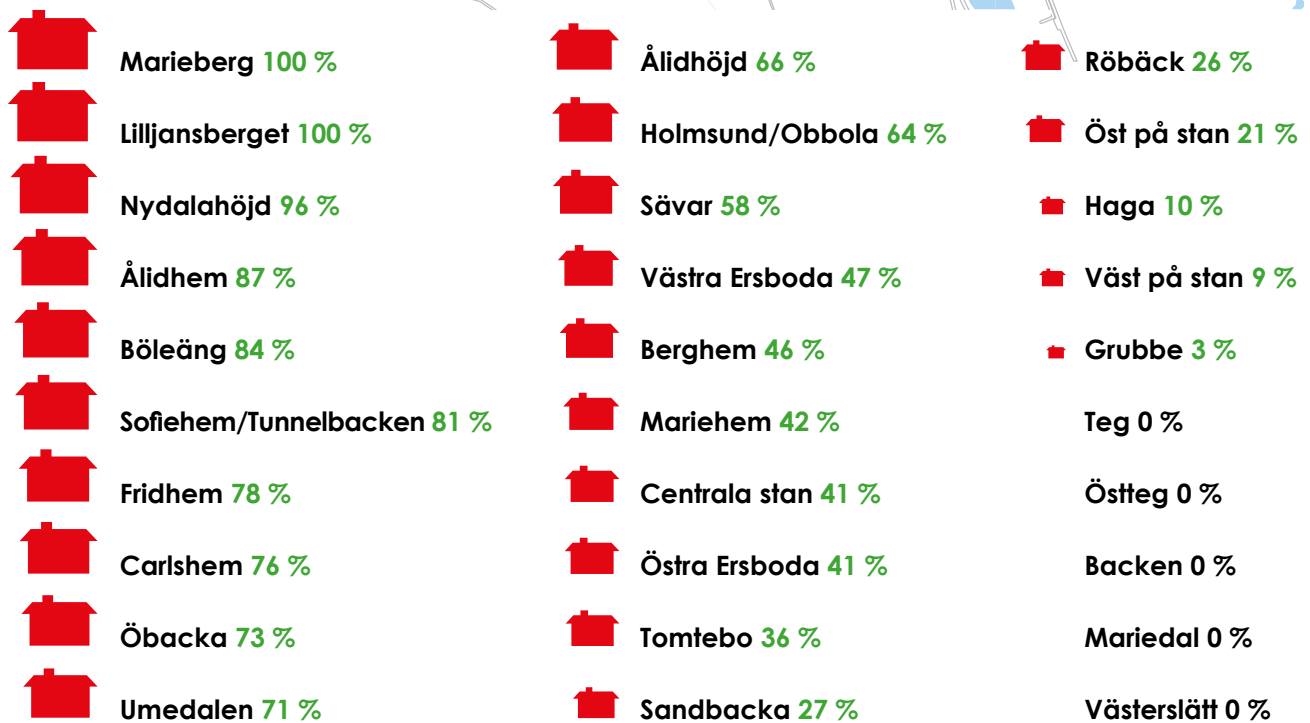 Marieberg 100 %
Lilljansberget 100 %
Nydalahöjd 96 %
Ålidhem 87 %
Böleäng 84 %
Sofiehem/Tunnelbacken 81 %
Fridhem 78 %
Carlshem 76 %
Öbacka 73 %
Umedalen 71 %
Ålidhöjd 66 %
Holmsund/Obbola 64 %
Sävar 58 %
Västra Ersboda 47 %
Berghem 46 %
Mariehem 42 %
Centrala stan 41 %
Östra Ersboda 41 %
Tomtebo 36 %
Sandbacka 27 %
Röbäck 26 %
Öst på stan 21 %
Haga 10 %
Väst på stan 9 %
Grubbe 3 %
Teg 0 %
Östteg 0 %
Backen 0 %
Mariedal 0 %
Västerslätt 0 %